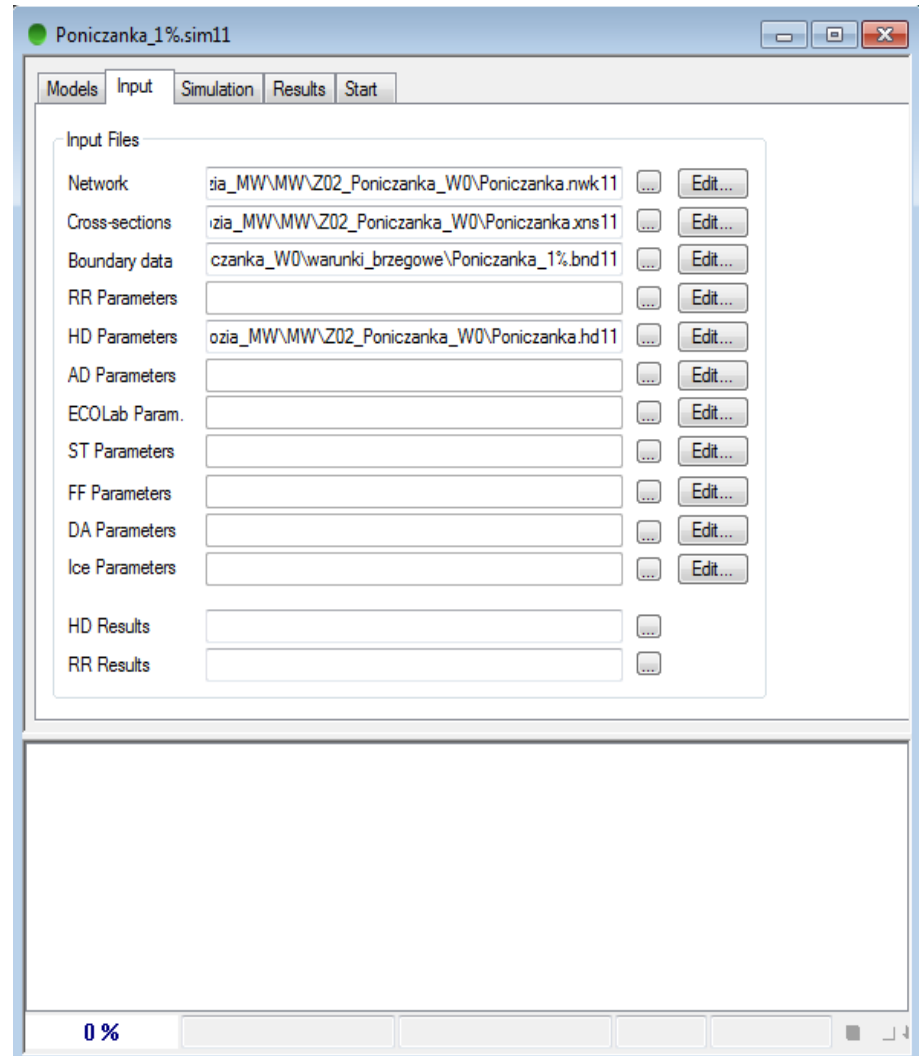 Poniczanka_1%.sim11
Models Input Simulation Results Start
Input Files
Network zia_MW\MW\Z02_Poniczanka_W0\Poniczanka.nwk11 ... Edit...
Cross-sections ozia_MW\MW\Z02_Poniczanka_W0\Poniczanka.xns11 ... Edit...
Boundary data czanka_W0\warunki_brzegowe\Poniczanka_1%.bnd11 ... Edit...
RR Parameters ... Edit...
HD Parameters ozia_MW\MW\Z02_Poniczanka_W0\Poniczanka.hd11 ... Edit...
AD Parameters ... Edit...
ECOLab Param. ... Edit...
ST Parameters ... Edit...
FF Parameters ... Edit...
DA Parameters ... Edit...
Ice Parameters ... Edit...
HD Results ...
RR Results ...
0 %